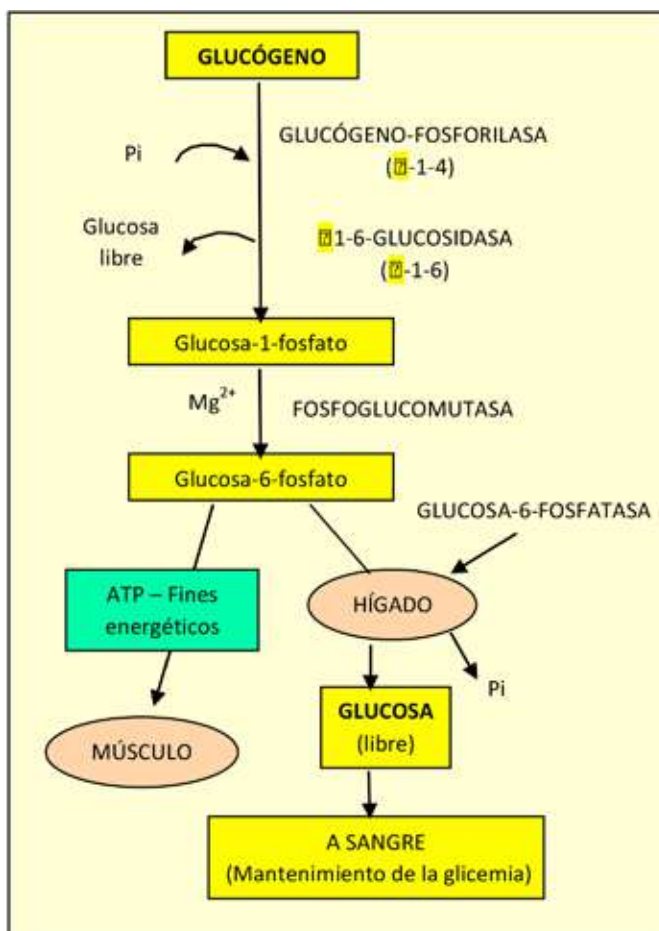 GLUCÓGENO
Pi
GLUCÓGENO-FOSFORILASA
(⍰-1-4)
Glucosa
libre
⍰1-6-GLUCOSIDASA
(⍰-1-6)
Glucosa-1-fosfato
Mg²⁺
FOSFOGLUCOMUTASA
Glucosa-6-fosfato
GLUCOSA-6-FOSFATASA
ATP – Fines
energéticos
HÍGADO
Pi
GLUCOSA
(libre)
MÚSCULO
A SANGRE
(Mantenimiento de la glicemia)